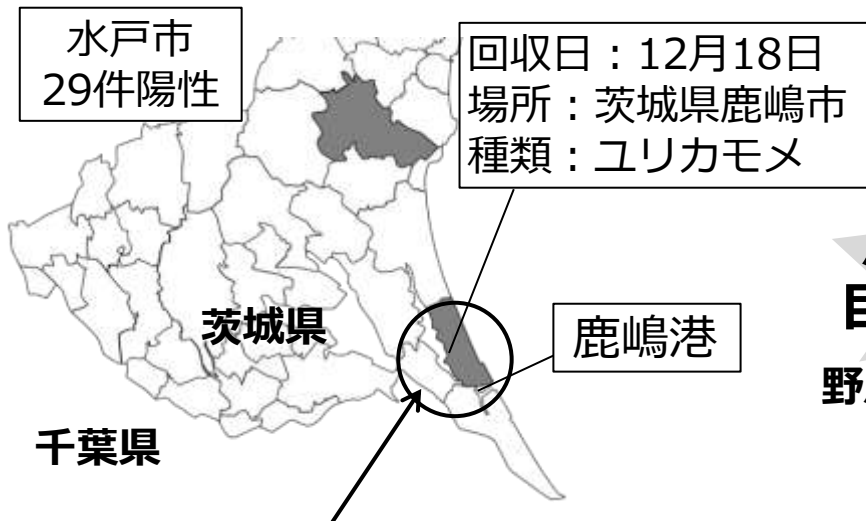 水戸市
29件陽性
回収日：12月18日
場所：茨城県鹿嶋市
種類：ユリカモメ
茨城県
鹿嶋港
千葉県